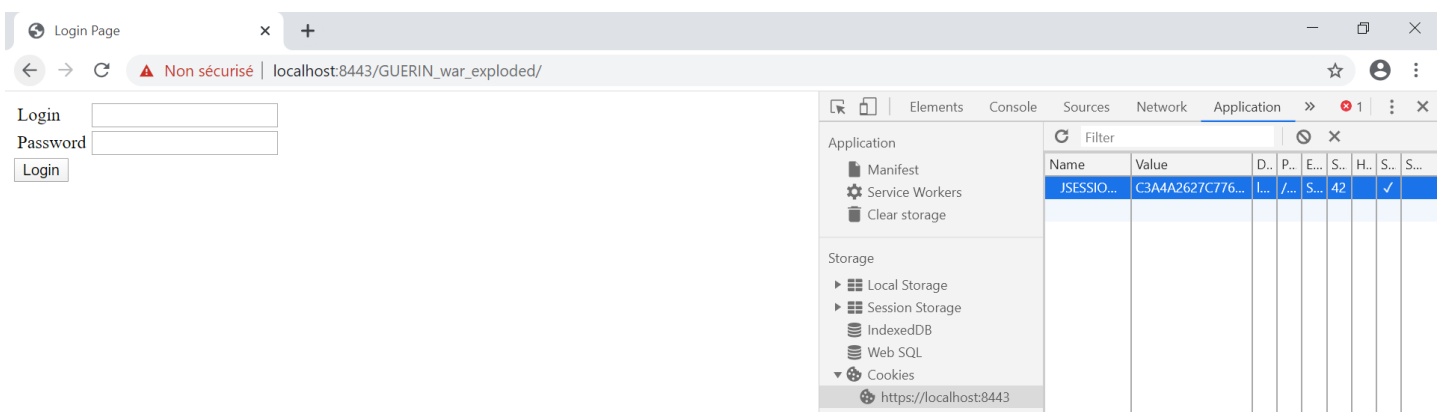 Login Page
Non sécurisé | localhost:8443/GUERIN_war_exploded/
Login
Password
Login
Elements Console Sources Network Application » 1
Application
Manifest
Service Workers
Clear storage
Storage
Local Storage
Session Storage
IndexedDB
Web SQL
Cookies
https://localhost:8443
Filter
Name Value D.. P.. E... S.. H.. S.. S...
JSESSIO... C3A4A2627C776... l... /... S... 42 ✓